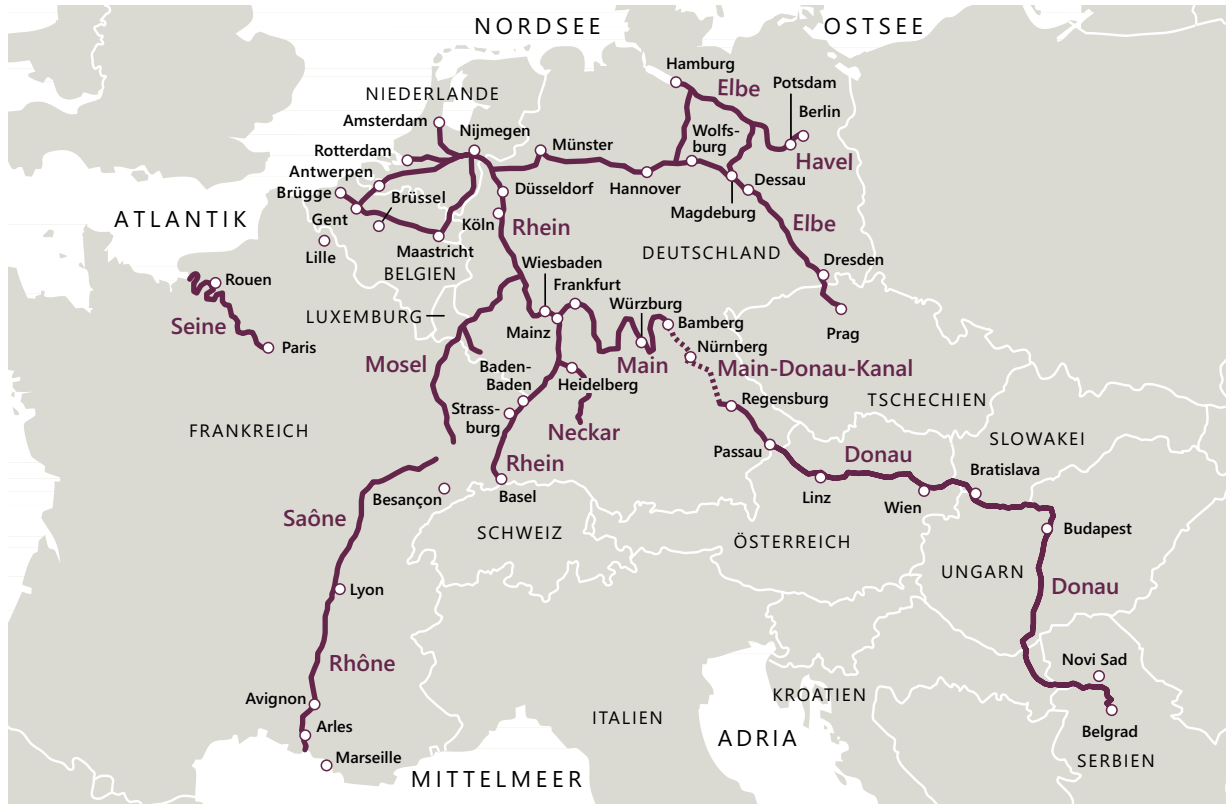 NORDSEE
OSTSEE
Hamburg
Elbe
Potsdam
Berlin
NIEDERLANDE
Amsterdam
Nijmegen
Wolfs-
burg
Havel
Rotterdam
Münster
Antwerpen
Brügge
Brüssel
Düsseldorf
Hannover
Dessau
Magdeburg
ATLANTIK
Gent
Köln
Rhein
Elbe
Lille
Maastricht
DEUTSCHLAND
Wiesbaden
BELGIEN
Dresden
Rouen
Frankfurt
Würzburg
LUXEMBURG
Seine
Mainz
Bamberg
Prag
Paris
Nürnberg
Mosel
Main
Main-Donau-Kanal
Baden-
Baden
Heidelberg
Regensburg
TSCHECHIEN
Strass-
burg
FRANKREICH
Neckar
SLOWAKEI
Passau
Donau
Rhein
Bratislava
Besançon
Basel
Linz
Wien
Saône
SCHWEIZ
ÖSTERREICH
Budapest
UNGARN
Lyon
Donau
Rhône
Novi Sad
Avignon
KROATIEN
ITALIEN
Arles
ADRIA
Belgrad
Marseille
SERBIEN
MITTELMEER